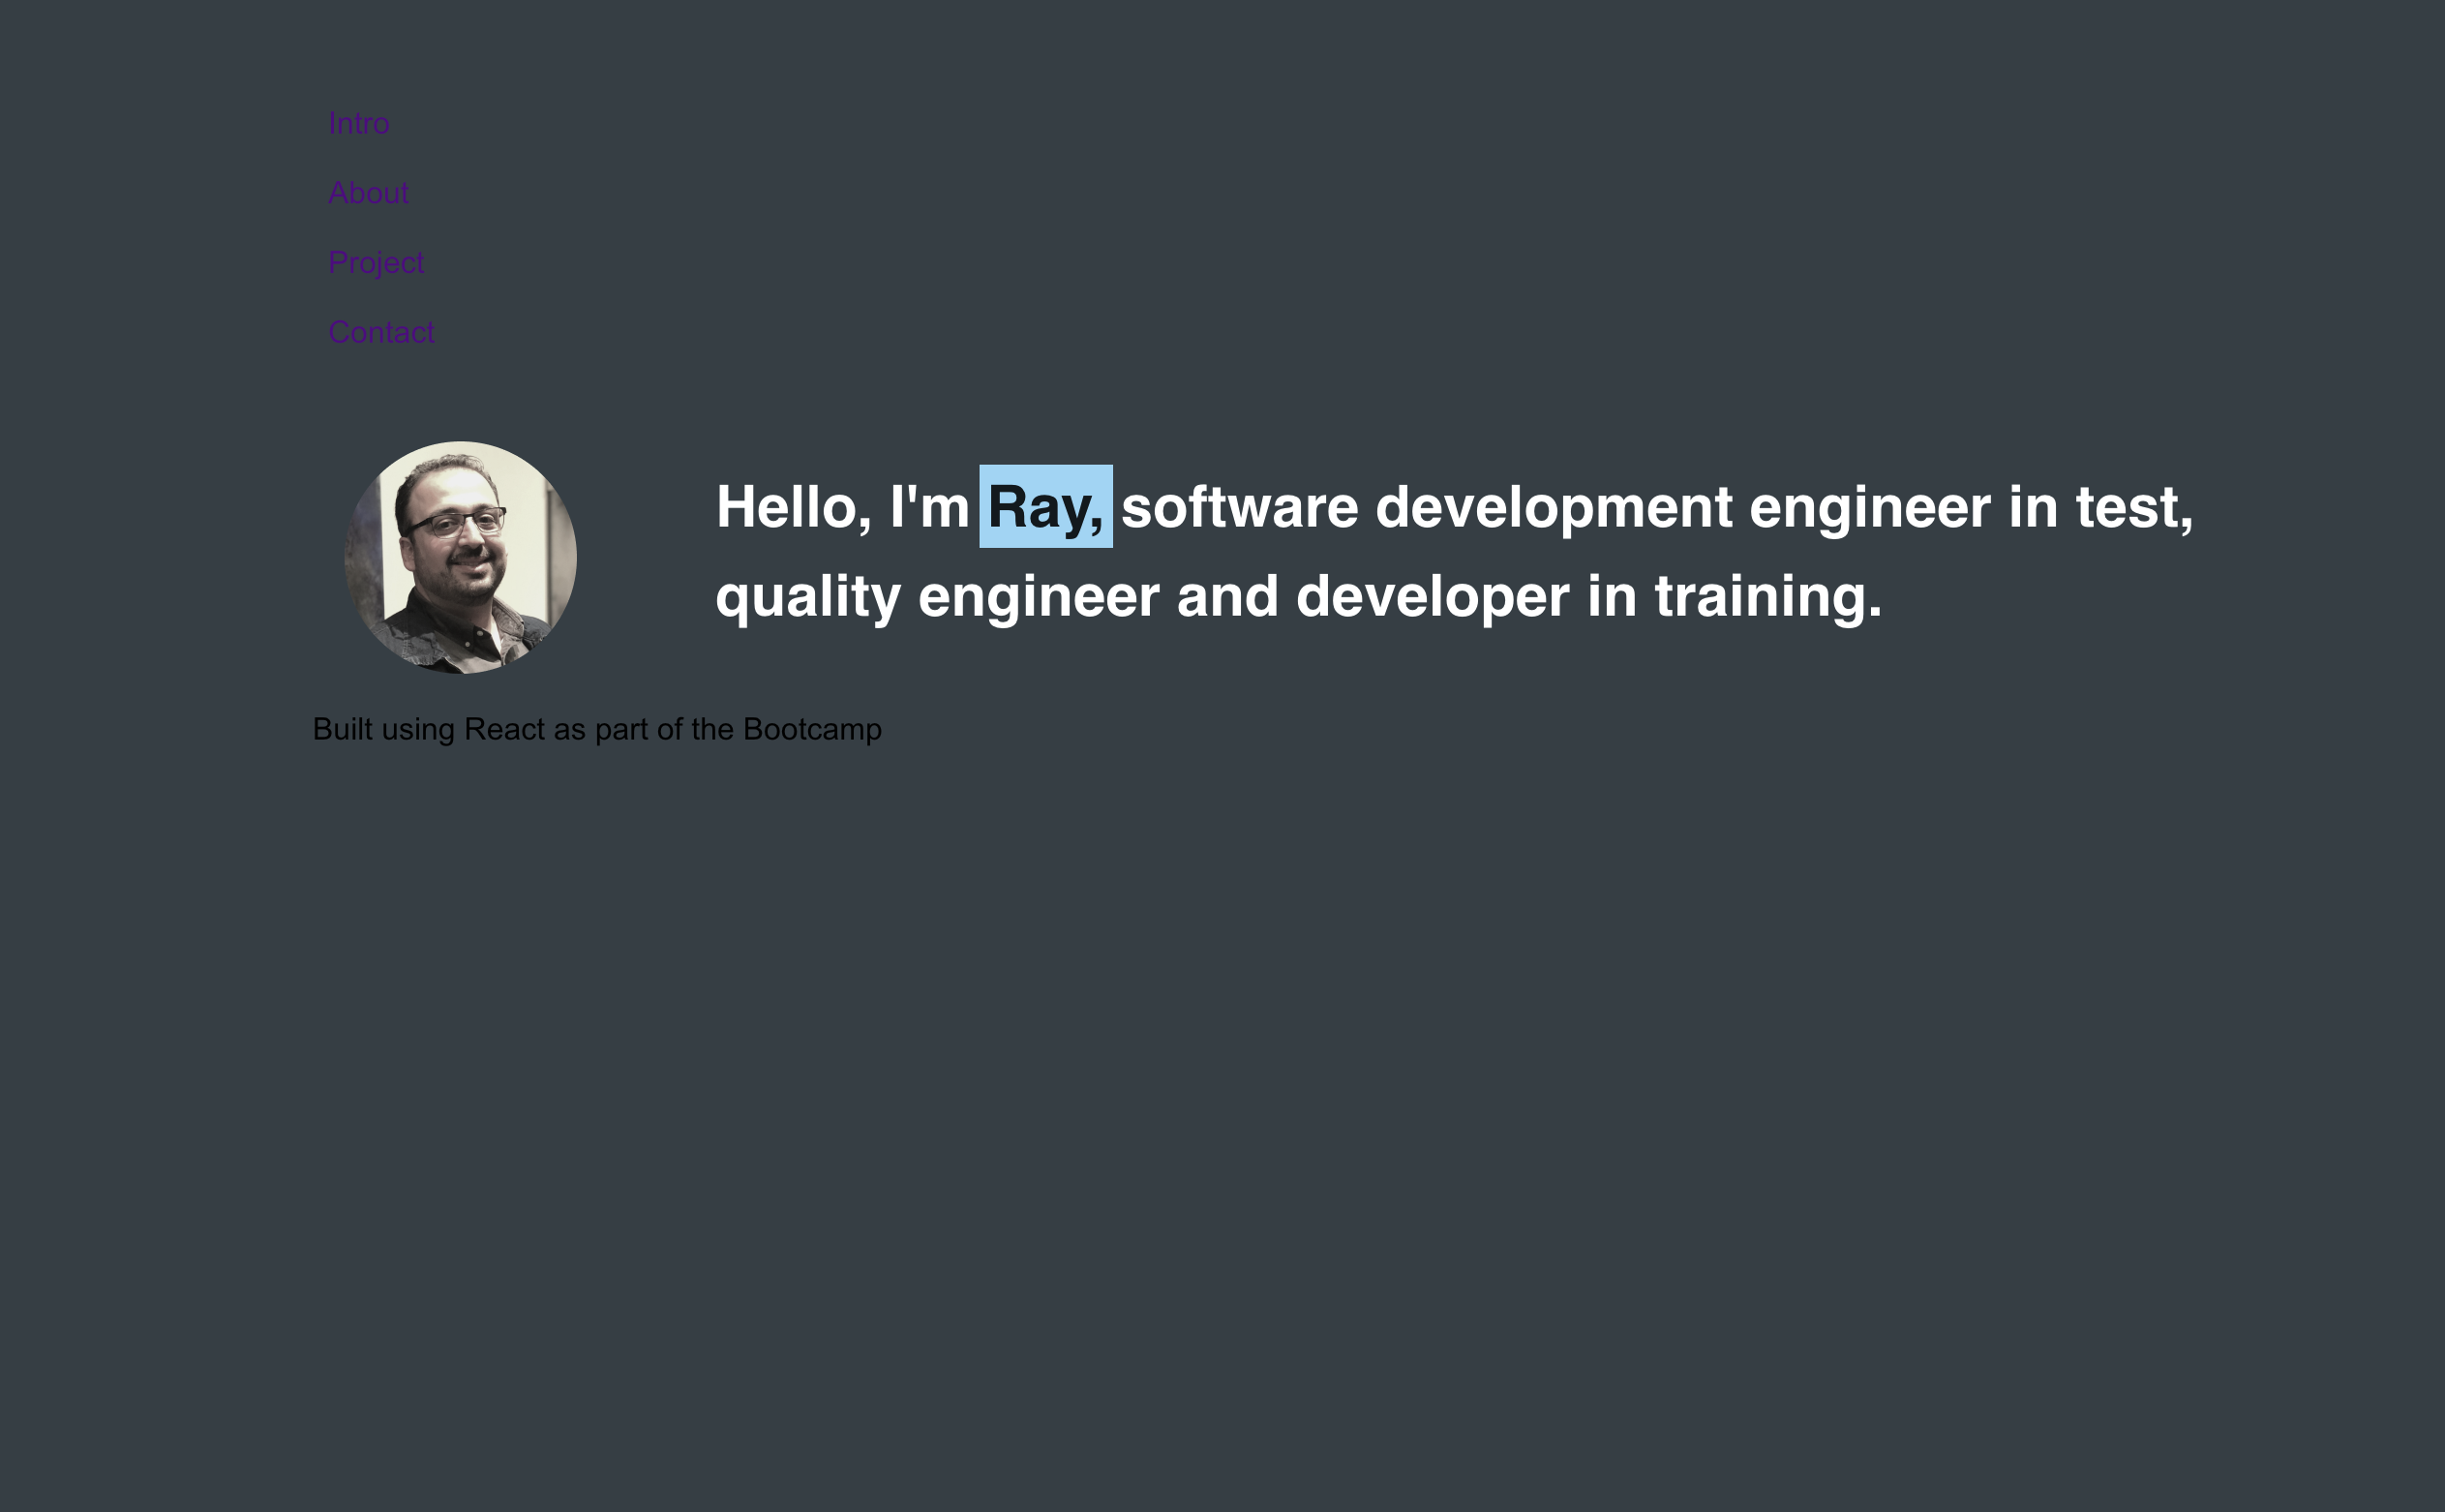 Intro
About
Project
Contact
Hello, I'm Ray, software development engineer in test,
quality engineer and developer in training.
Built using React as part of the Bootcamp